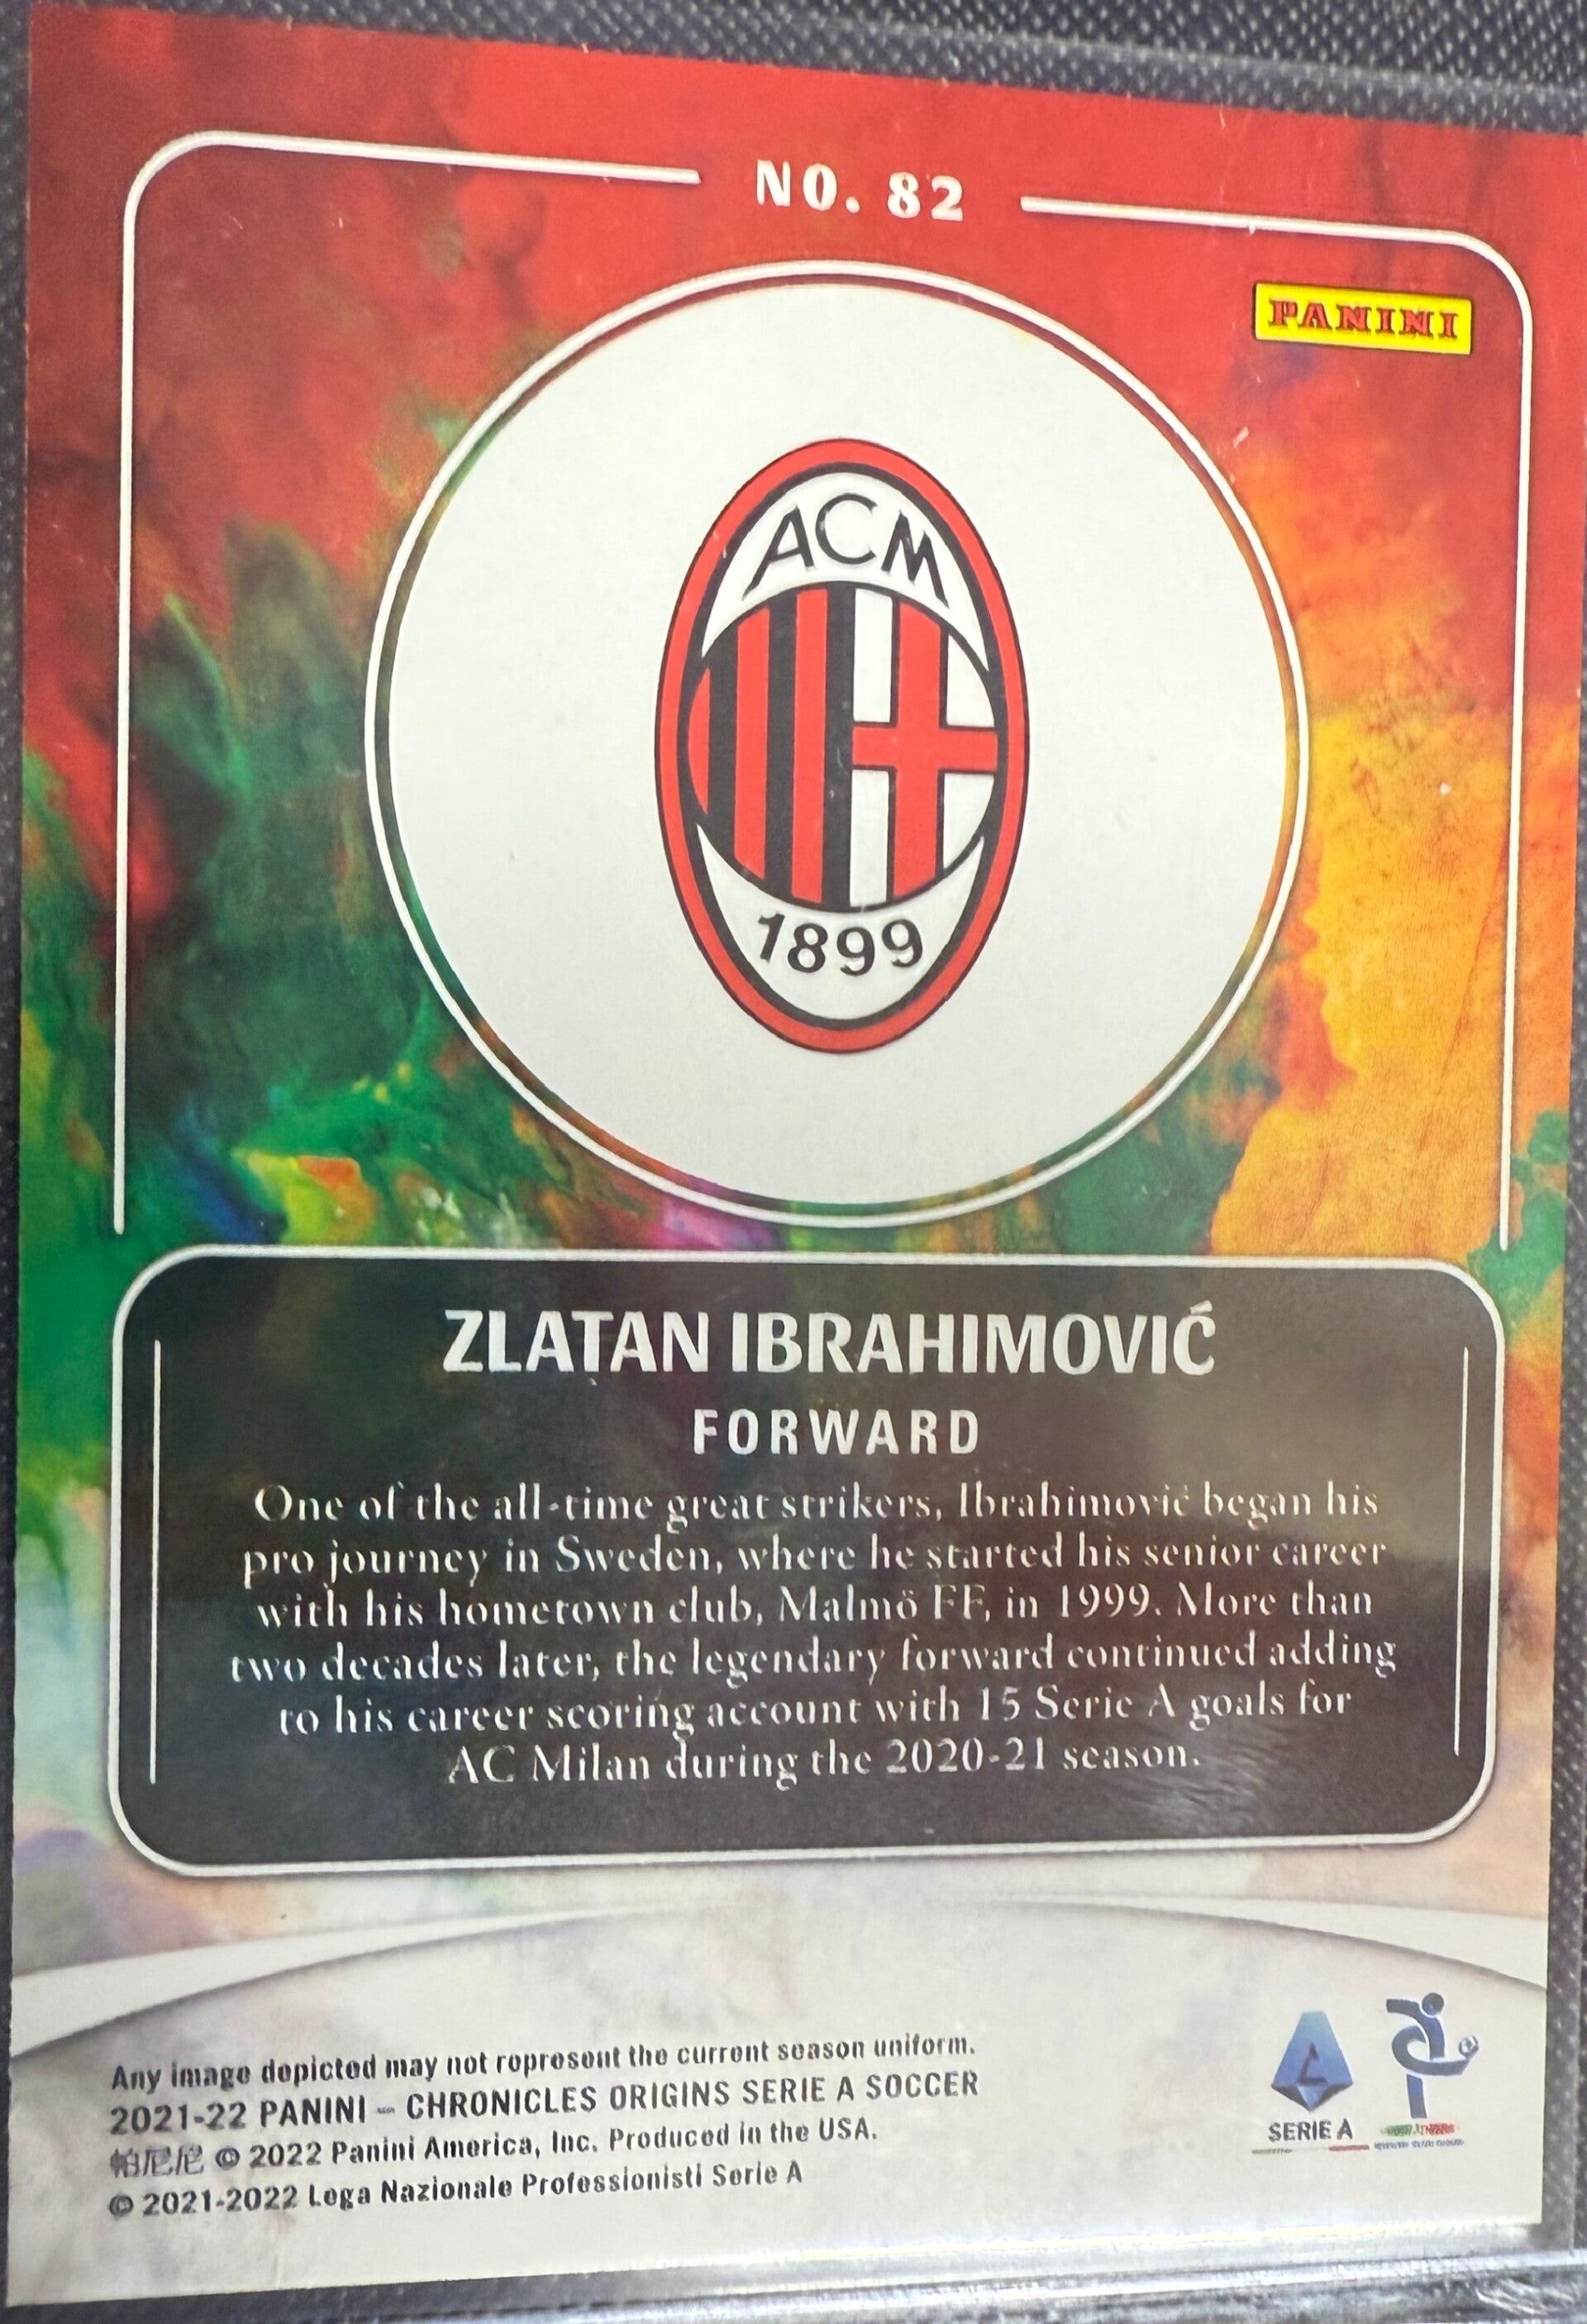 NO. 82
PANINI
ACM
1899
ZLATAN IBRAHIMOVIĆ
FORWARD
One of the all-time great strikers, Ibrahimović began his
pro journey in Sweden, where he started his senior career
with his hometown club, Malmö FF, in 1999. More than
two decades later, the legendary forward continued adding
to his career scoring account with 15 Serie A goals for
AC Milan during the 2020-21 season.
Any image depicted may not represent the current season uniform.
2021-22 PANINI – CHRONICLES ORIGINS SERIE A SOCCER
帕尼尼 © 2022 Panini America, Inc. Produced in the USA.
© 2021-2022 Lega Nazionale Professionisti Serie A
SERIE A